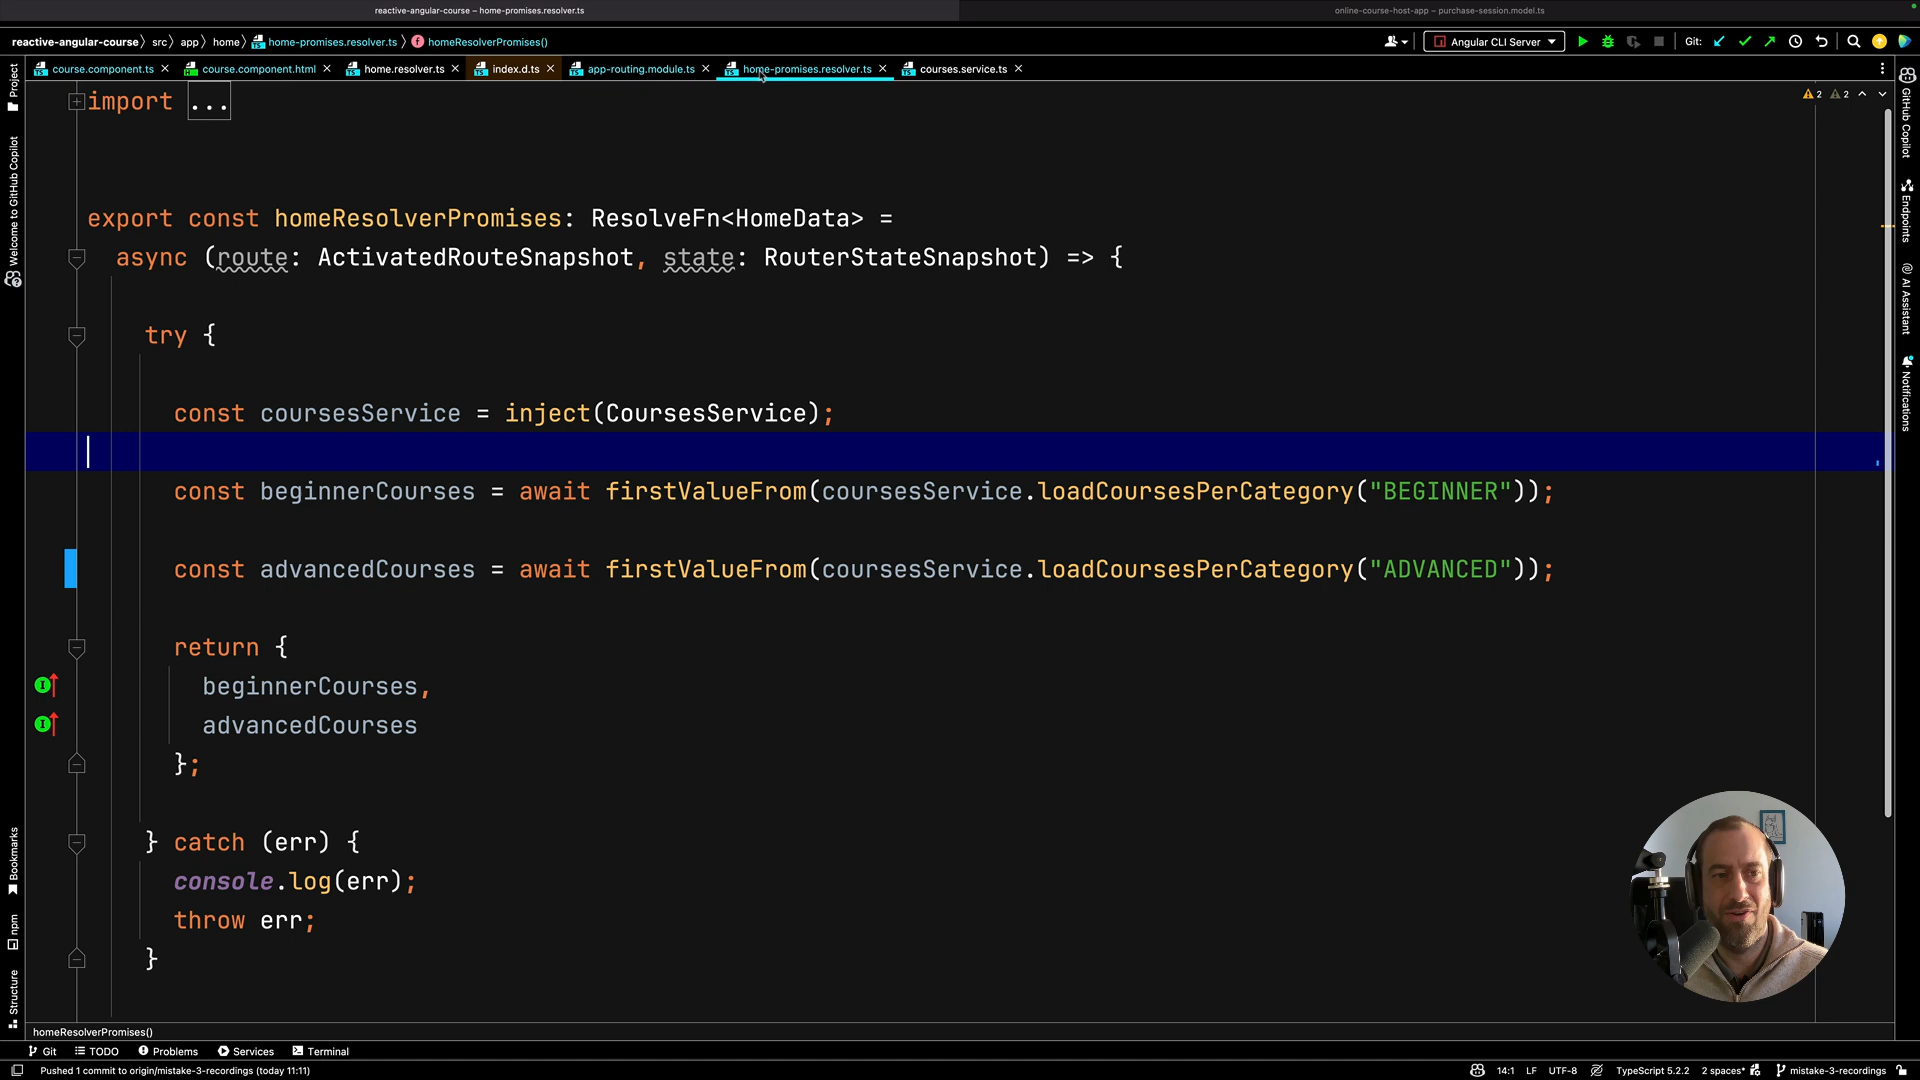 reactive-angular-course – home-promises.resolver.ts
online-course-host-app – purchase-session.model.ts
reactive-angular-course 〉 src 〉 app 〉 home 〉 home-promises.resolver.ts 〉 homeResolverPromises()
Angular CLI Server
Git:
course.component.ts
course.component.html
home.resolver.ts
index.d.ts
app-routing.module.ts
home-promises.resolver.ts
courses.service.ts
Project
Welcome to GitHub Copilot
Bookmarks
npm
Structure
import ...
2 2
export const homeResolverPromises: ResolveFn<HomeData> =
async (route: ActivatedRouteSnapshot, state: RouterStateSnapshot) => {
try {
const coursesService = inject(CoursesService);
const beginnerCourses = await firstValueFrom(coursesService.loadCoursesPerCategory("BEGINNER"));
const advancedCourses = await firstValueFrom(coursesService.loadCoursesPerCategory("ADVANCED"));
return {
beginnerCourses,
advancedCourses
};
} catch (err) {
console.log(err);
throw err;
}
GitHub Copilot
Endpoints
AI Assistant
Notifications
homeResolverPromises()
Git
TODO
Problems
Services
Terminal
Pushed 1 commit to origin/mistake-3-recordings (today 11:11)
14:1
LF
UTF-8
TypeScript 5.2.2
2 spaces*
mistake-3-recordings